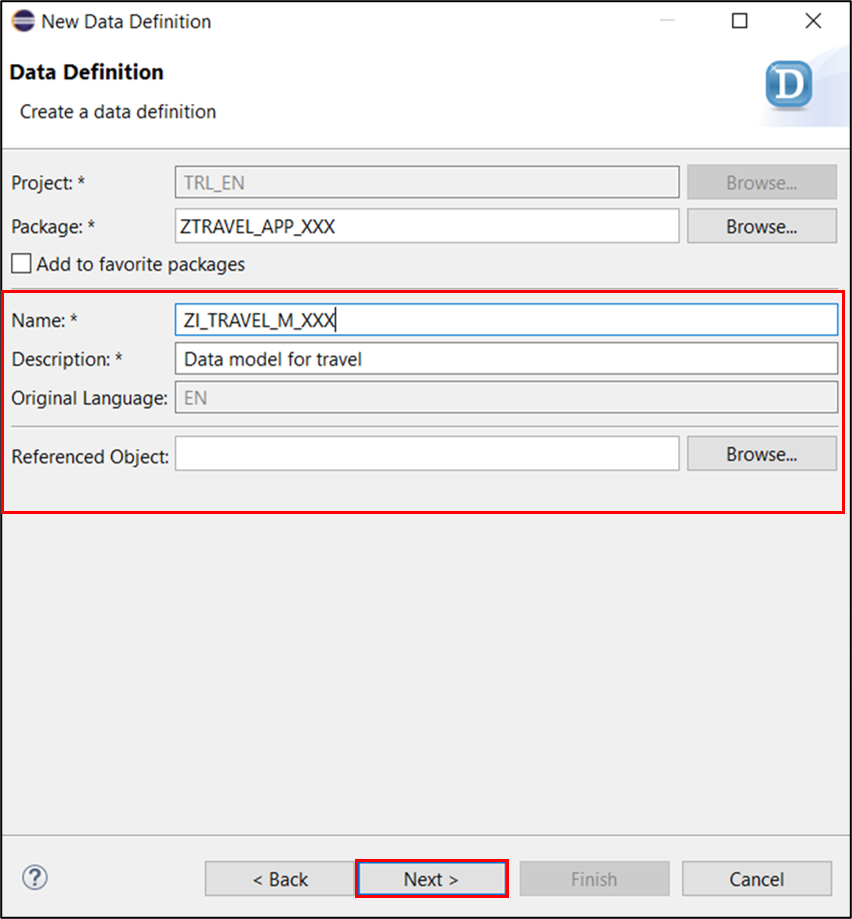 New Data Definition
Data Definition
Create a data definition
D
Project: * TRL_EN Browse...
Package: * ZTRAVEL_APP_XXX Browse...
Add to favorite packages
Name: * ZI_TRAVEL_M_XXX
Description: * Data model for travel
Original Language: EN
Referenced Object: Browse...
? < Back Next > Finish Cancel